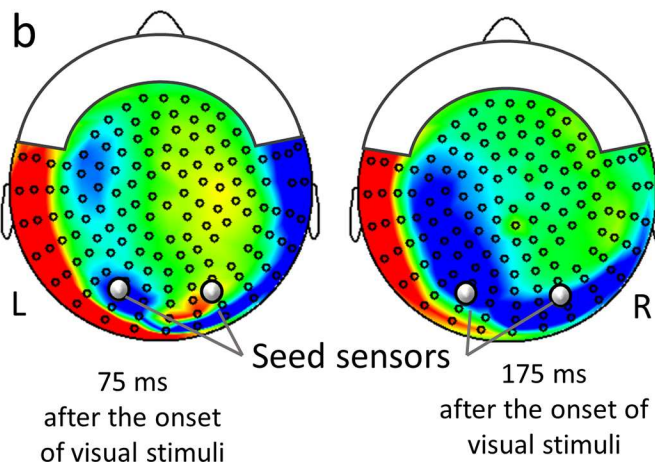 b
L
R
Seed sensors
75 ms
after the onset
of visual stimuli
175 ms
after the onset of
visual stimuli